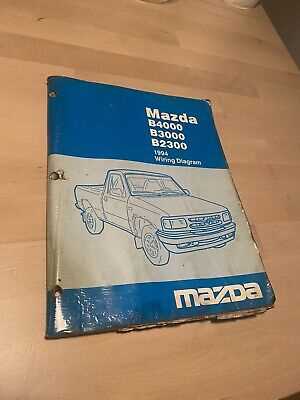 Mazda
B4000
B3000
B2300
1994
Wiring Diagram
mazda